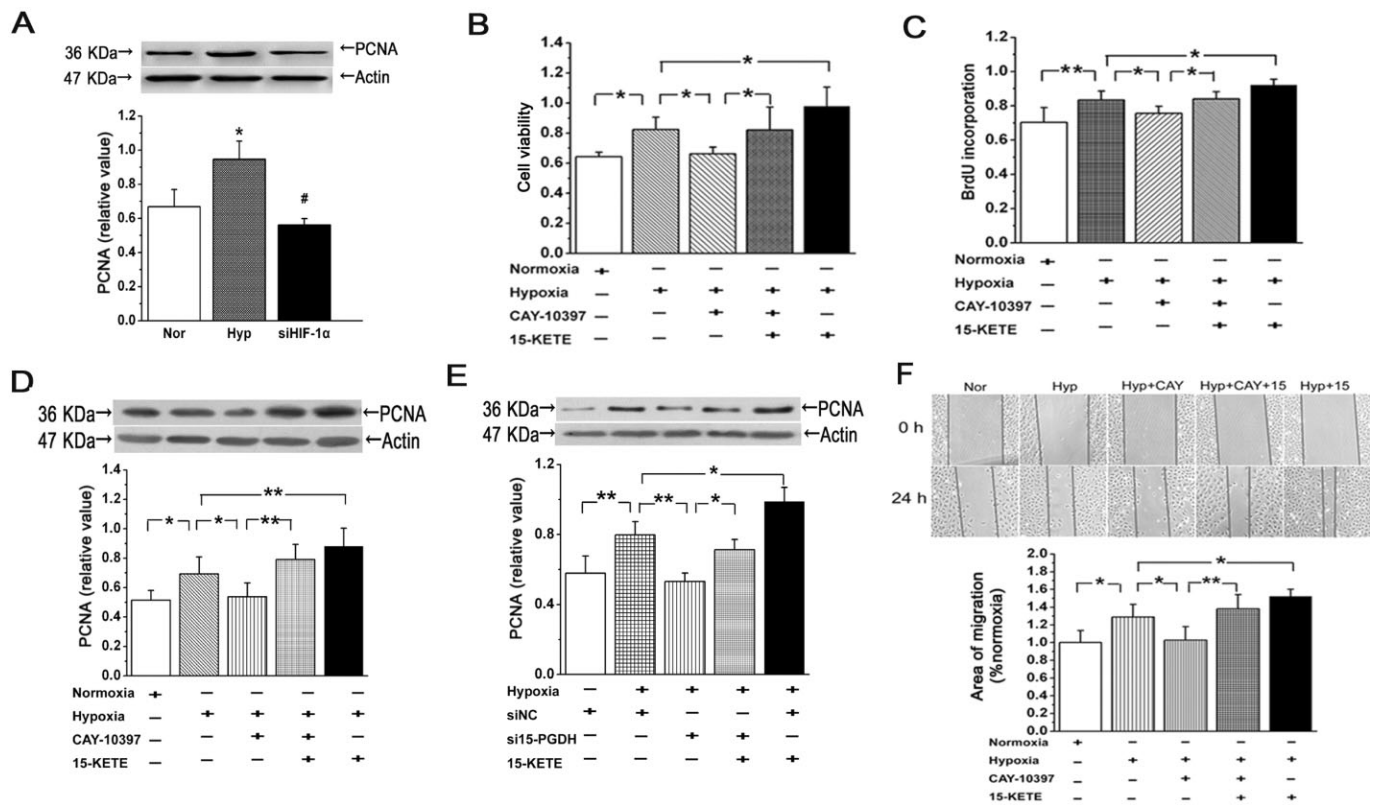 A
36 KDa→
←PCNA
47 KDa→
←Actin
PCNA (relative value)
1.2
1.0
0.8
0.6
0.4
0.2
0.0
*
#
Nor Hyp siHIF-1α
B
Cell viability
1.4
1.2
1.0
0.8
0.6
0.4
0.2
0.0
*
* * *
Normoxia + − − − −
Hypoxia − + + + +
CAY-10397 − − + + −
15-KETE − − − + +
C
BrdU incorporation
1.2
1.0
0.8
0.6
0.4
0.2
0.0
*
** * *
Normoxia + − − − −
Hypoxia − + + + +
CAY-10397 − − + + −
15-KETE − − − + +
D
36 KDa→
←PCNA
47 KDa→
←Actin
PCNA (relative value)
1.4
1.2
1.0
0.8
0.6
0.4
0.2
0.0
**
* * **
Normoxia + − − − −
Hypoxia − + + + +
CAY-10397 − − + + −
15-KETE − − − + +
E
36 KDa→
←PCNA
47 KDa→
←Actin
PCNA (relative value)
1.2
0.8
0.4
0.0
*
** ** *
Hypoxia − + + + +
siNC + + − − +
si15-PGDH − − + + −
15-KETE − − − + +
F
Nor Hyp Hyp+CAY Hyp+CAY+15 Hyp+15
0 h
24 h
Area of migration
(%normoxia)
2.0
1.8
1.6
1.4
1.2
1.0
0.8
0.6
0.4
0.2
0.0
*
* * **
Normoxia + − − − −
Hypoxia − + + + +
CAY-10397 − − + + −
15-KETE − − − + +